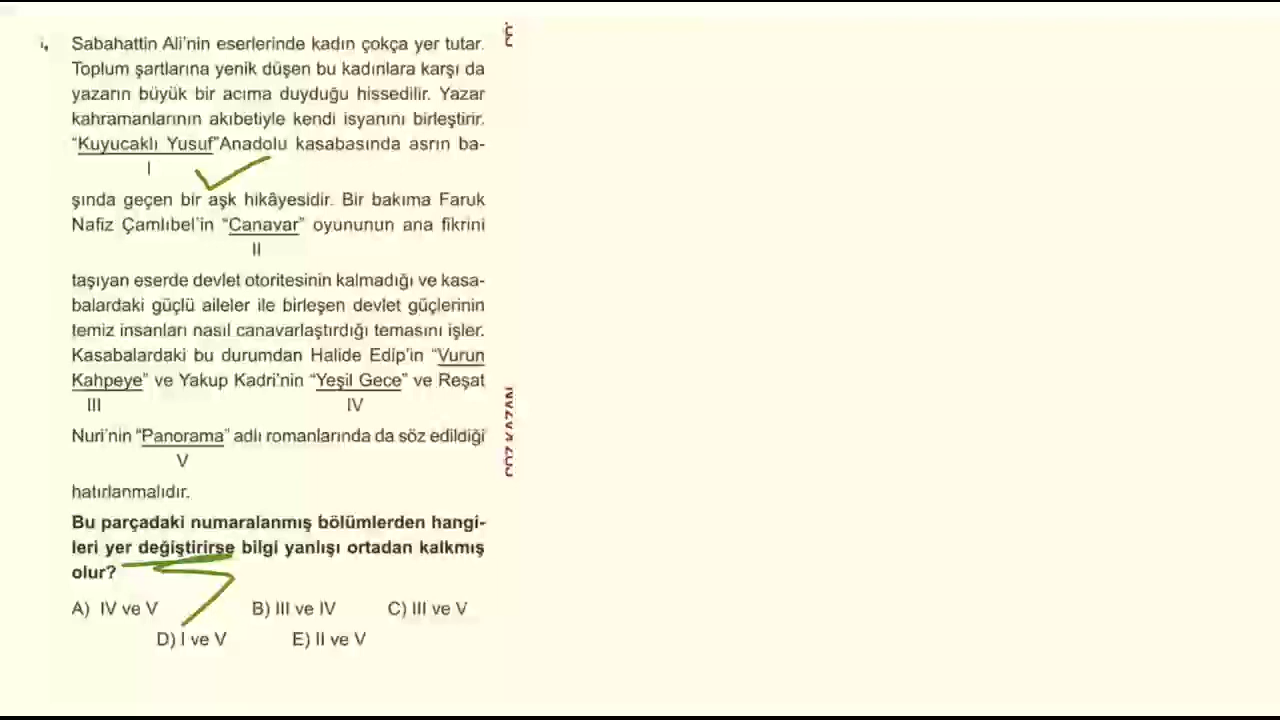 Sabahattin Ali'nin eserlerinde kadın çokça yer tutar.
Toplum şartlarına yenik düşen bu kadınlara karşı da
yazarın büyük bir acıma duyduğu hissedilir. Yazar
kahramanlarının akıbetiyle kendi isyanını birleştirir.
“Kuyucaklı Yusuf”Anadolu kasabasında asrın ba-
I
şında geçen bir aşk hikâyesidir. Bir bakıma Faruk
Nafiz Çamlıbel'in “Canavar” oyununun ana fikrini
II
taşıyan eserde devlet otoritesinin kalmadığı ve kasa-
balardaki güçlü aileler ile birleşen devlet güçlerinin
temiz insanları nasıl canavarlaştırdığı temasını işler.
Kasabalardaki bu durumdan Halide Edip'in “Vurun
Kahpeye” ve Yakup Kadri'nin “Yeşil Gece” ve Reşat
III IV
Nuri'nin “Panorama” adlı romanlarında da söz edildiği
V
hatırlanmalıdır.
Bu parçadaki numaralanmış bölümlerden hangi-
leri yer değiştirirse bilgi yanlışı ortadan kalkmış
olur?
A) IV ve V B) III ve IV C) III ve V
D) I ve V E) II ve V